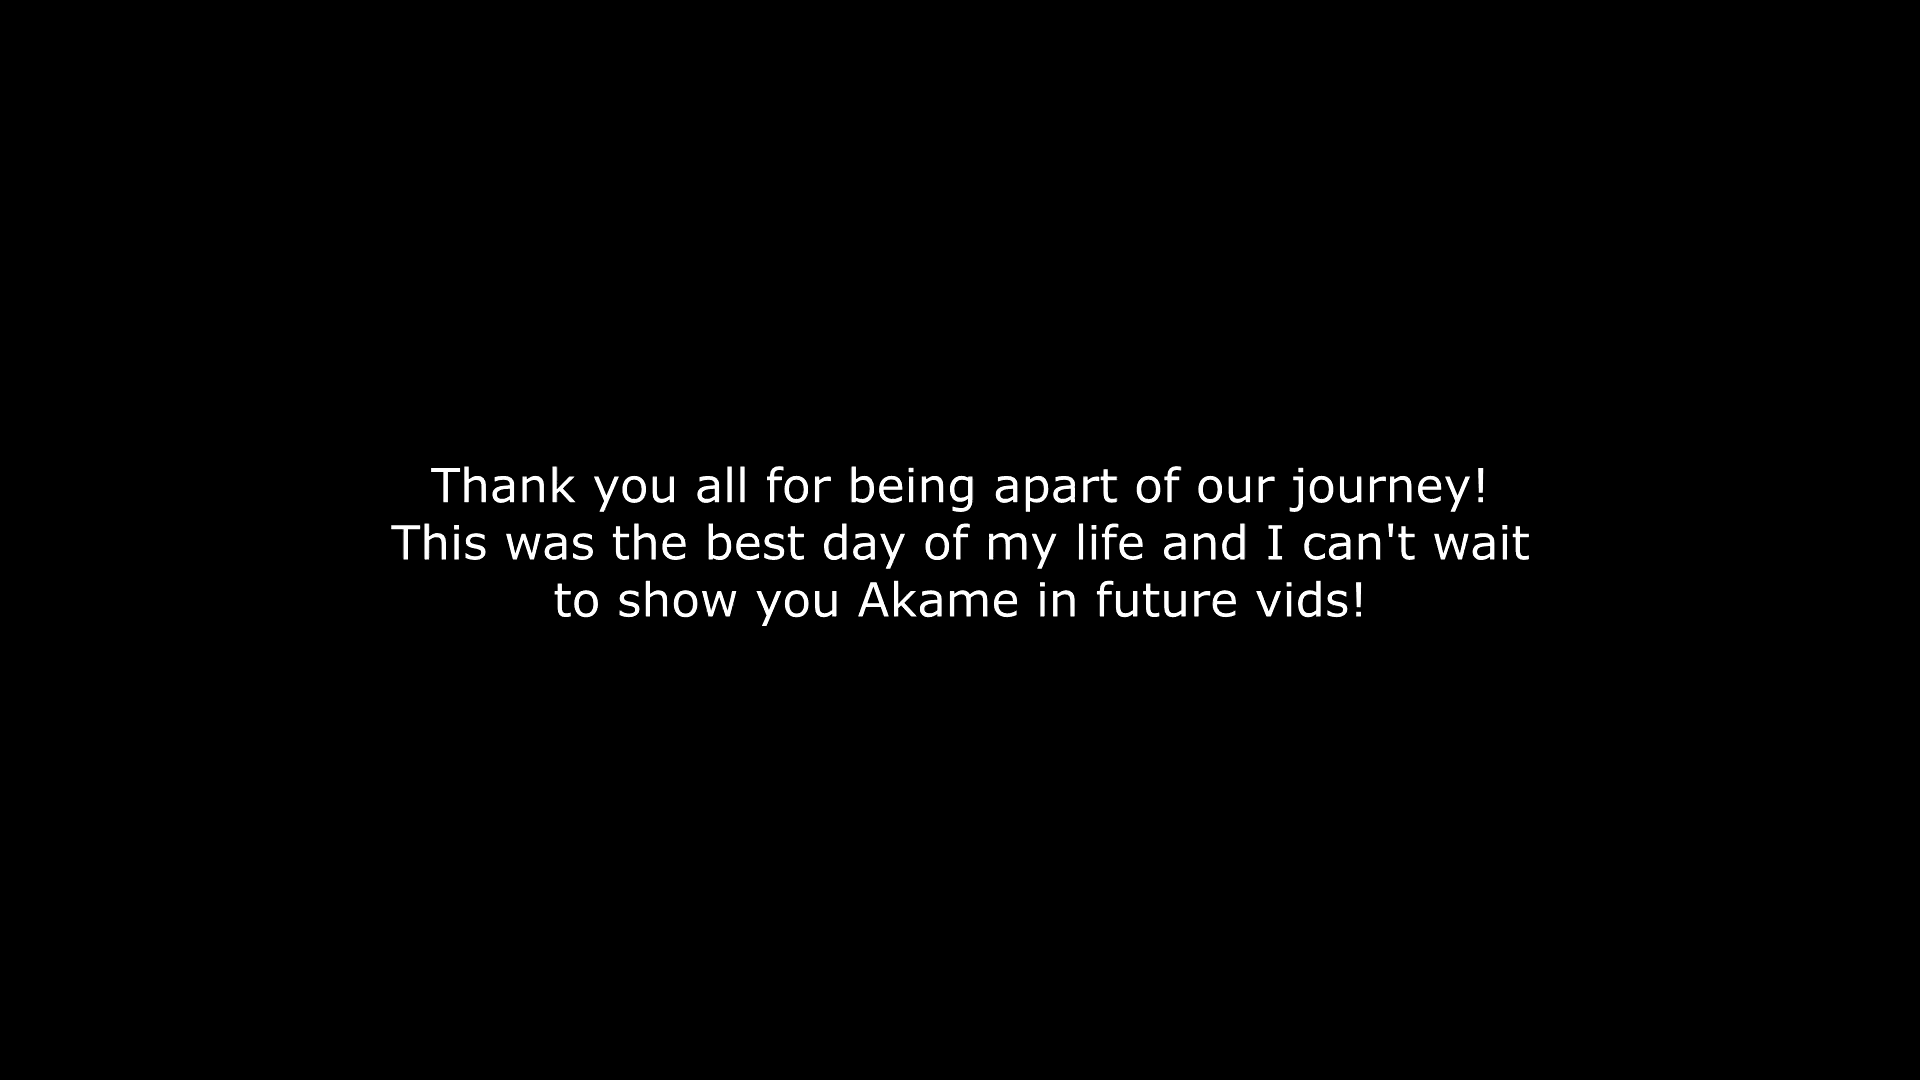 Thank you all for being apart of our journey!
This was the best day of my life and I can't wait
to show you Akame in future vids!